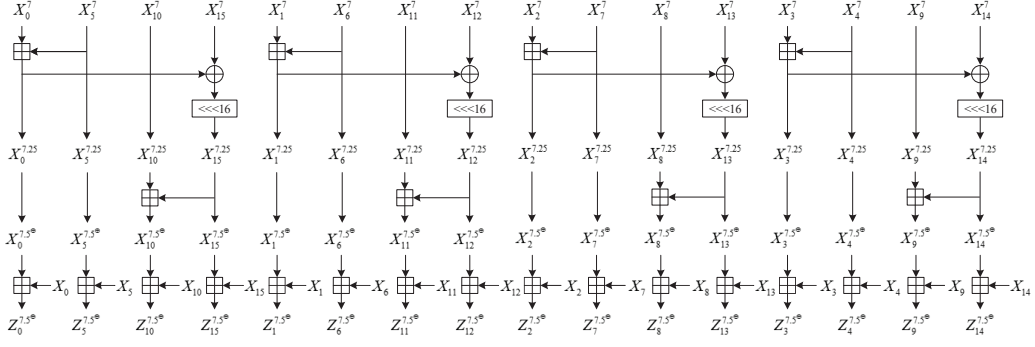 X_0^7 X_5^7 X_10^7 X_15^7 X_1^7 X_6^7 X_11^7 X_12^7 X_2^7 X_7^7 X_8^7 X_13^7 X_3^7 X_4^7 X_9^7 X_14^7
<<<16 <<<16 <<<16 <<<16
X_0^7.25 X_5^7.25 X_10^7.25 X_15^7.25 X_1^7.25 X_6^7.25 X_11^7.25 X_12^7.25 X_2^7.25 X_7^7.25 X_8^7.25 X_13^7.25 X_3^7.25 X_4^7.25 X_9^7.25 X_14^7.25
X_0^7.5⊕ X_5^7.5⊕ X_10^7.5⊕ X_15^7.5⊕ X_1^7.5⊕ X_6^7.5⊕ X_11^7.5⊕ X_12^7.5⊕ X_2^7.5⊕ X_7^7.5⊕ X_8^7.5⊕ X_13^7.5⊕ X_3^7.5⊕ X_4^7.5⊕ X_9^7.5⊕ X_14^7.5⊕
X_0 X_5 X_10 X_15 X_1 X_6 X_11 X_12 X_2 X_7 X_8 X_13 X_3 X_4 X_9 X_14
Z_0^7.5⊕ Z_5^7.5⊕ Z_10^7.5⊕ Z_15^7.5⊕ Z_1^7.5⊕ Z_6^7.5⊕ Z_11^7.5⊕ Z_12^7.5⊕ Z_2^7.5⊕ Z_7^7.5⊕ Z_8^7.5⊕ Z_13^7.5⊕ Z_3^7.5⊕ Z_4^7.5⊕ Z_9^7.5⊕ Z_14^7.5⊕